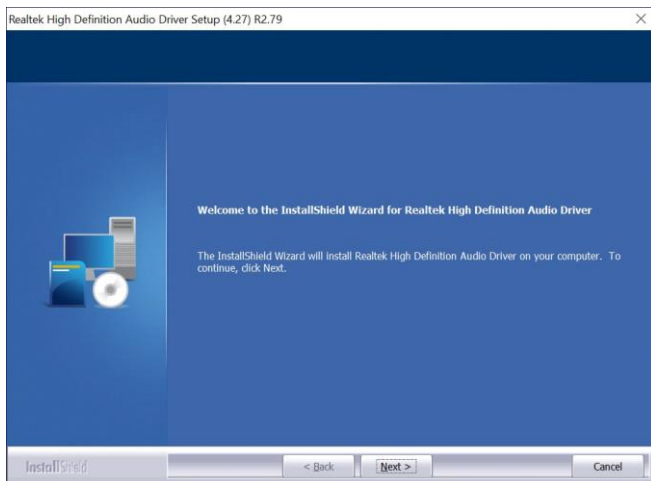 Realtek High Definition Audio Driver Setup (4.27) R2.79
Welcome to the InstallShield Wizard for Realtek High Definition Audio Driver
The InstallShield Wizard will install Realtek High Definition Audio Driver on your computer. To
continue, click Next.
InstallShield
< Back
Next >
Cancel